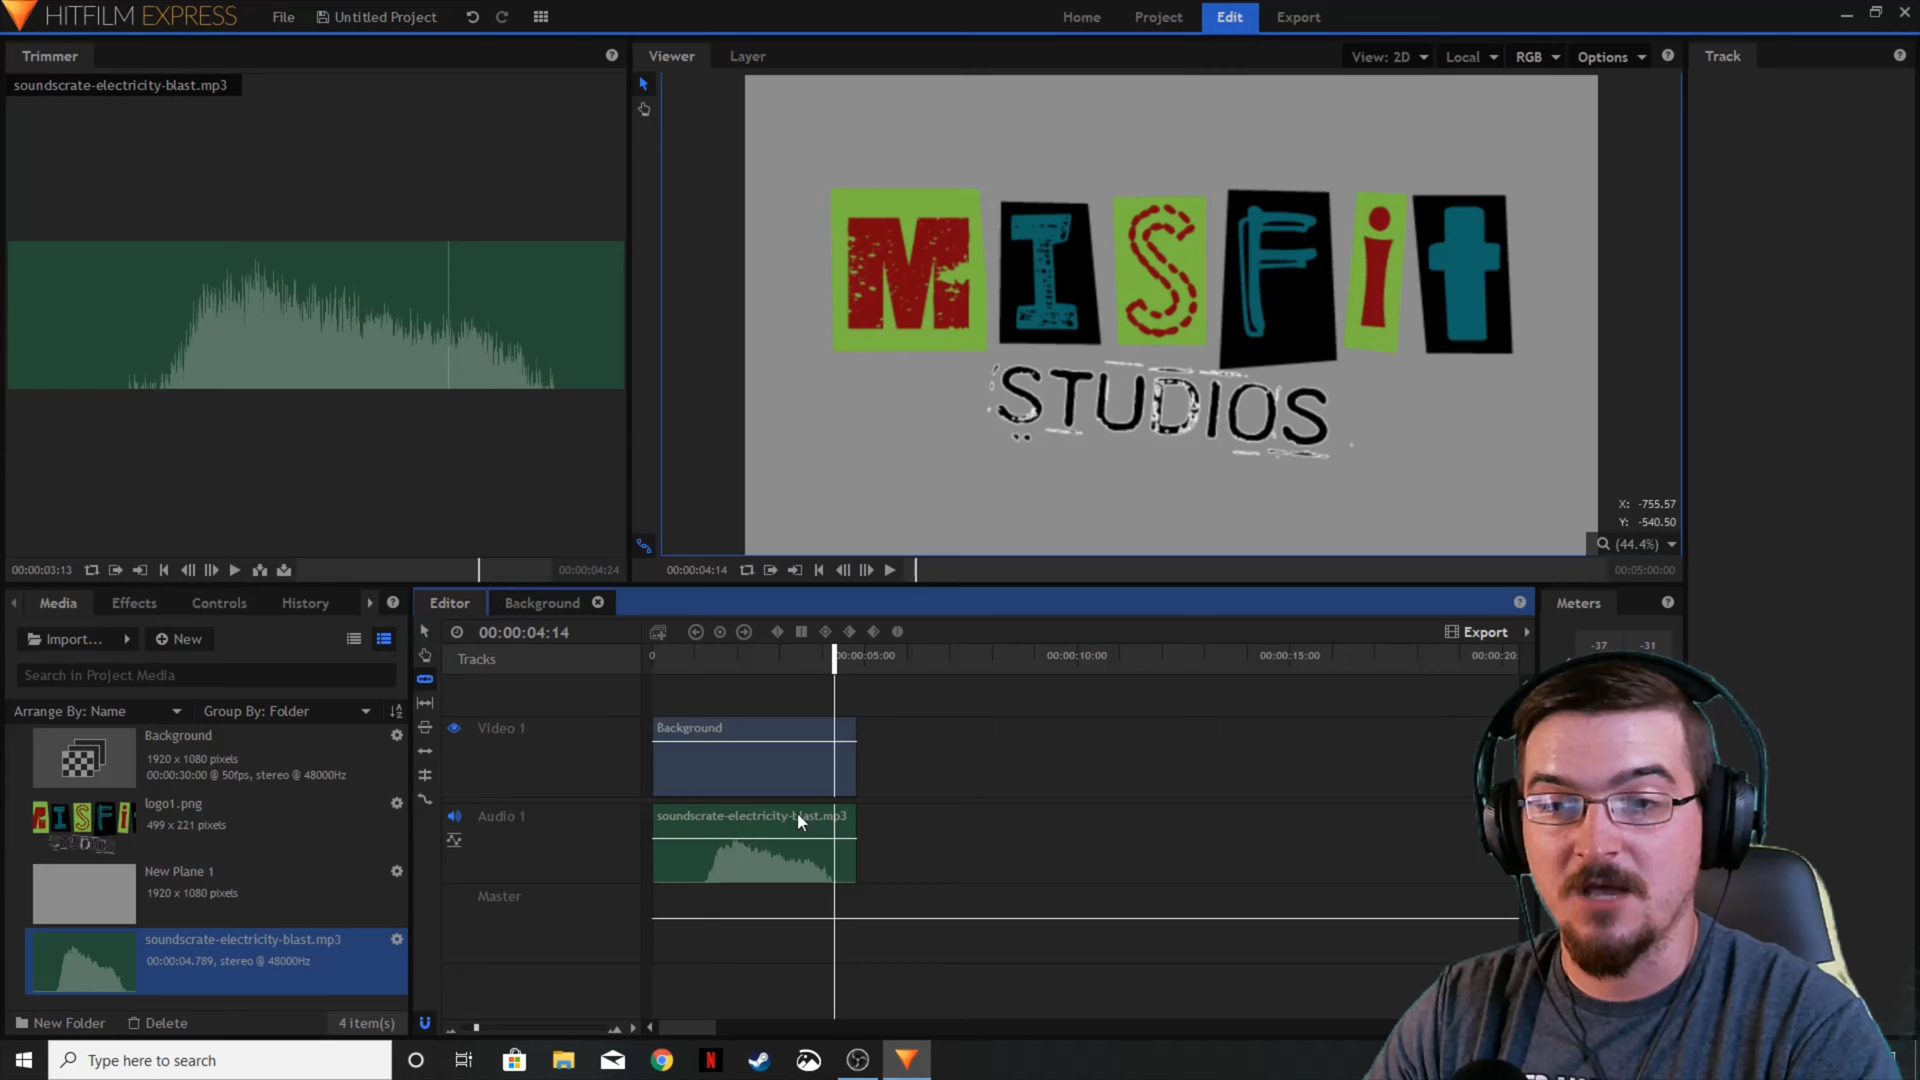 HITFILM EXPRESS
File
Untitled Project
Home
Project
Edit
Export
Trimmer
soundscrate-electricity-blast.mp3
Viewer
Layer
View: 2D
Local
RGB
Options
Track
MISFit
STUDIOS
X: -755.57
Y: -540.50
(44.4%)
00:00:03:13
00:00:04:24
00:00:04:14
00:05:00:00
Media
Effects
Controls
History
Editor
Background
Meters
Import...
New
00:00:04:14
Export
-37
-31
Search in Project Media
Tracks
0
00:00:05:00
00:00:10:00
00:00:15:00
00:00:20:
Arrange By: Name
Group By: Folder
Background
1920 x 1080 pixels
00:00:30:00 @ 50fps, stereo @ 48000Hz
logo1.png
499 x 221 pixels
New Plane 1
1920 x 1080 pixels
soundscrate-electricity-blast.mp3
00:00:04.789, stereo @ 48000Hz
Video 1
Background
Audio 1
soundscrate-electricity-blast.mp3
Master
New Folder
Delete
4 item(s)
Type here to search